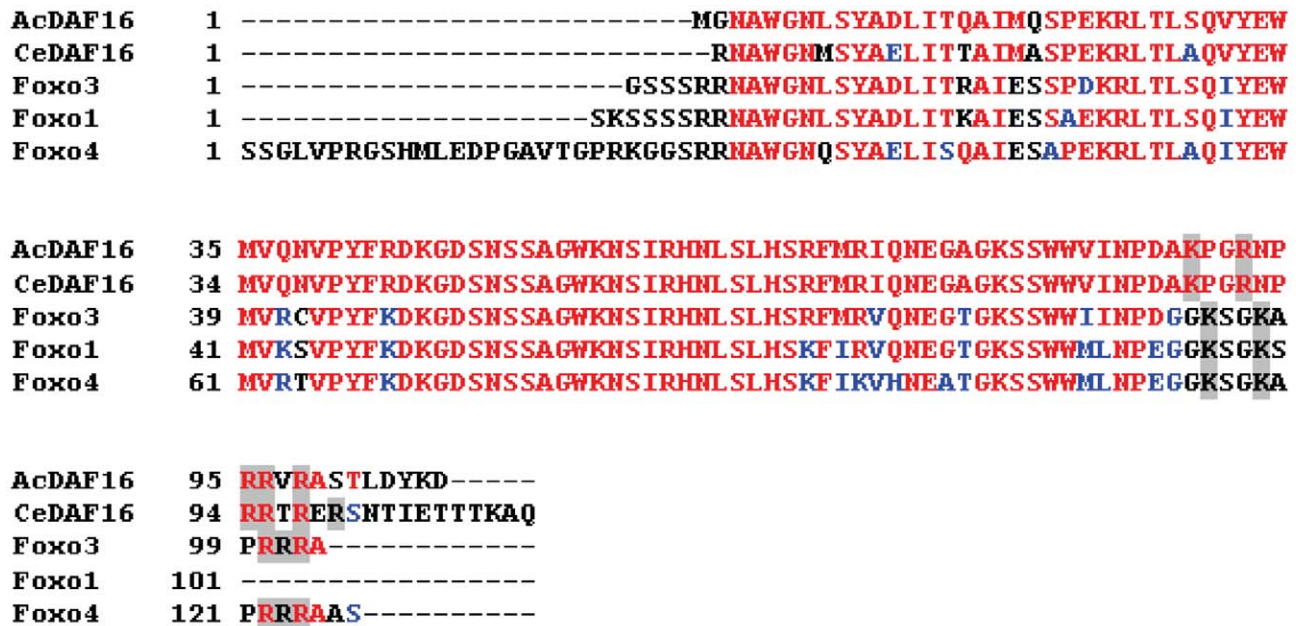 AcDAF16 1 --------------------------MGNAWGNLSYADLITQAIMQSPEKRLTLSQVYEW
CeDAF16 1 ---------------------------RNAWGNMSYAELITTAIMASPEKRLTLAQVYEW
Foxo3 1 ----------------------GSSSRRNAWGNLSYADLITRAIESSPDKRLTLSQIYEW
Foxo1 1 --------------------SKSSSSRRNAWGNLSYADLITKAIESSAEKRLTLSQIYEW
Foxo4 1 SSGLVPRGSHMLEDPGAVTGPRKGGSRRNAWGNQSYAELISQAIESAPEKRLTLAQIYEW
AcDAF16 35 MVQNVPYFRDKGDSNSSAGWKNSIRHNLSLHSRFMRIQNEGAGKSSWWVINPDAKPGRNP
CeDAF16 34 MVQNVPYFRDKGDSNSSAGWKNSIRHNLSLHSRFMRIQNEGAGKSSWWVINPDAKPGRNP
Foxo3 39 MVRCVPYFKDKGDSNSSAGWKNSIRHNLSLHSRFMRVQNEGTGKSSWWIINPDGGKSGKA
Foxo1 41 MVKSVPYFKDKGDSNSSAGWKNSIRHNLSLHSKFIRVQNEGTGKSSWWMLNPEGGKSGKS
Foxo4 61 MVRTVPYFKDKGDSNSSAGWKNSIRHNLSLHSKFIKVHNEATGKSSWWMLNPEGGKSGKA
AcDAF16 95 RRVRASTLDYKD-----
CeDAF16 94 RRTRERSNTIETTTKAQ
Foxo3 99 PRRRA------------
Foxo1 101 -----------------
Foxo4 121 PRRRAAS----------